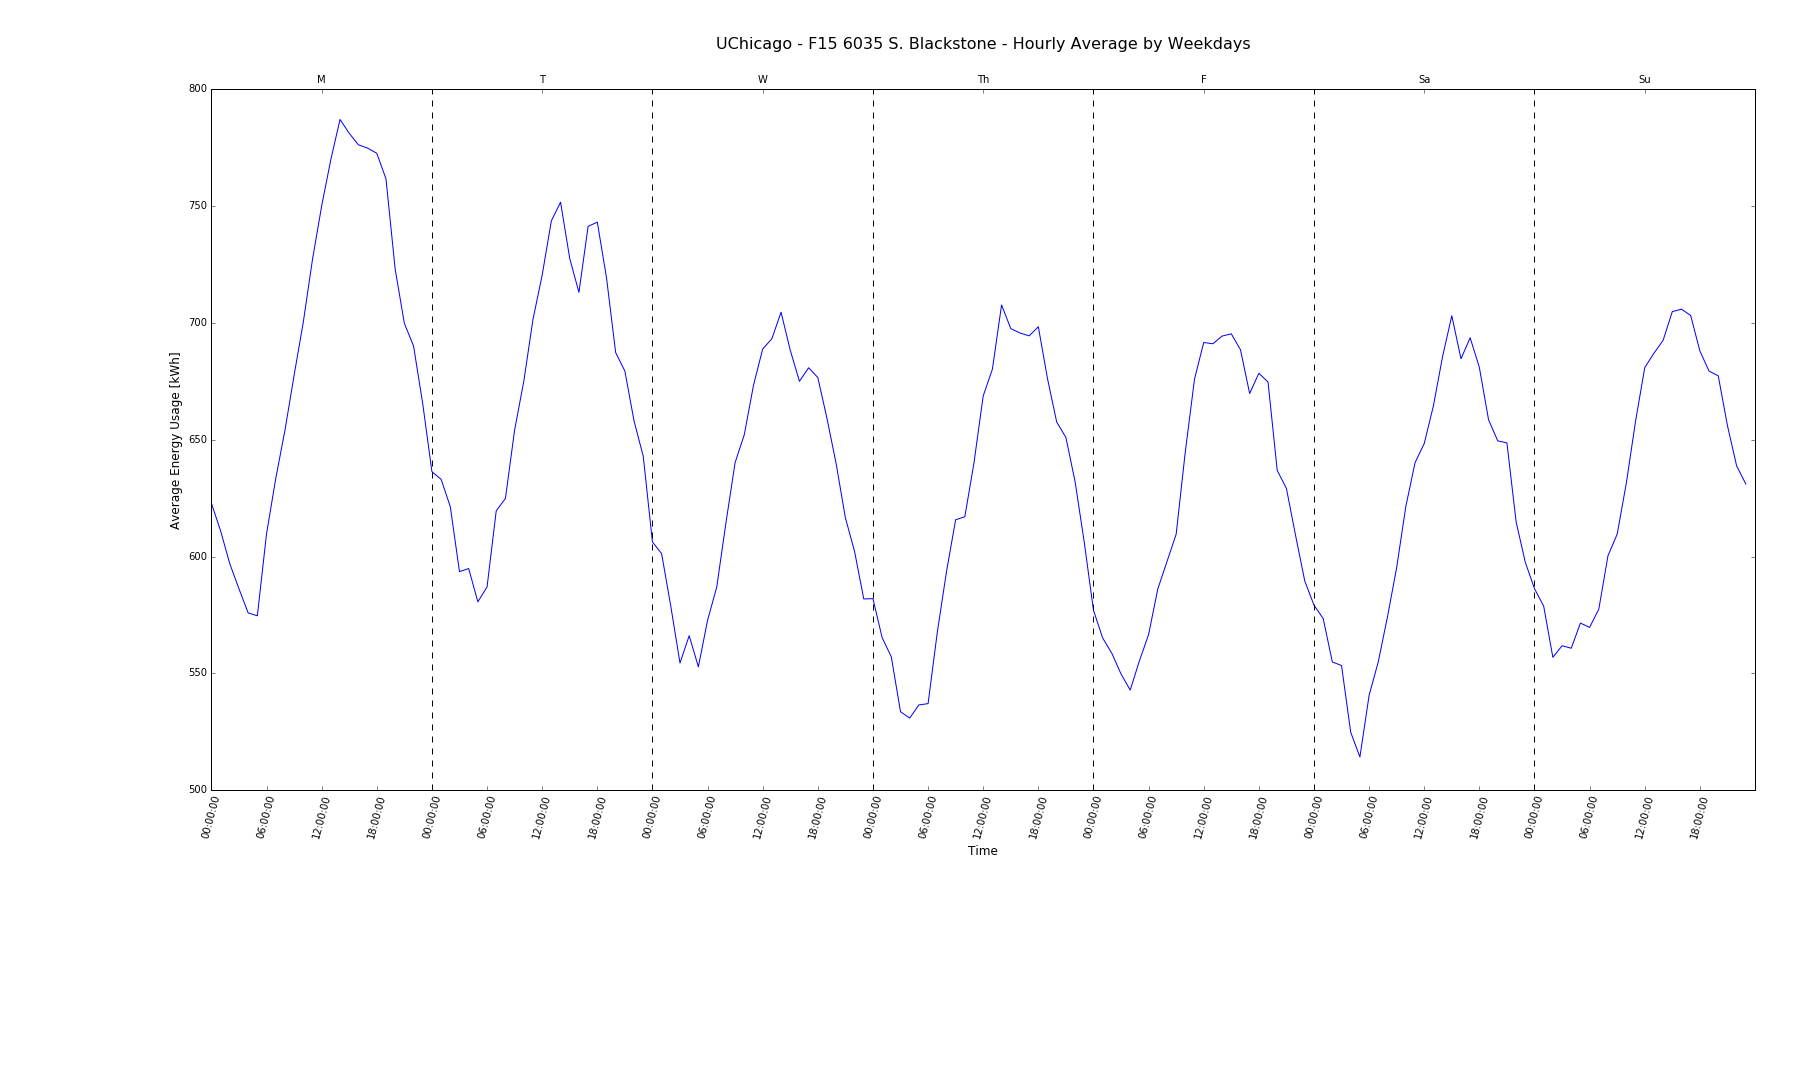 UChicago - F15 6035 S. Blackstone - Hourly Average by Weekdays
M T W Th F Sa Su
800
750
700
650
600
550
500
Average Energy Usage [kWh]
00:00:00 06:00:00 12:00:00 18:00:00 00:00:00 06:00:00 12:00:00 18:00:00 00:00:00 06:00:00 12:00:00 18:00:00 00:00:00 06:00:00 12:00:00 18:00:00 00:00:00 06:00:00 12:00:00 18:00:00 00:00:00 06:00:00 12:00:00 18:00:00 00:00:00 06:00:00 12:00:00 18:00:00
Time